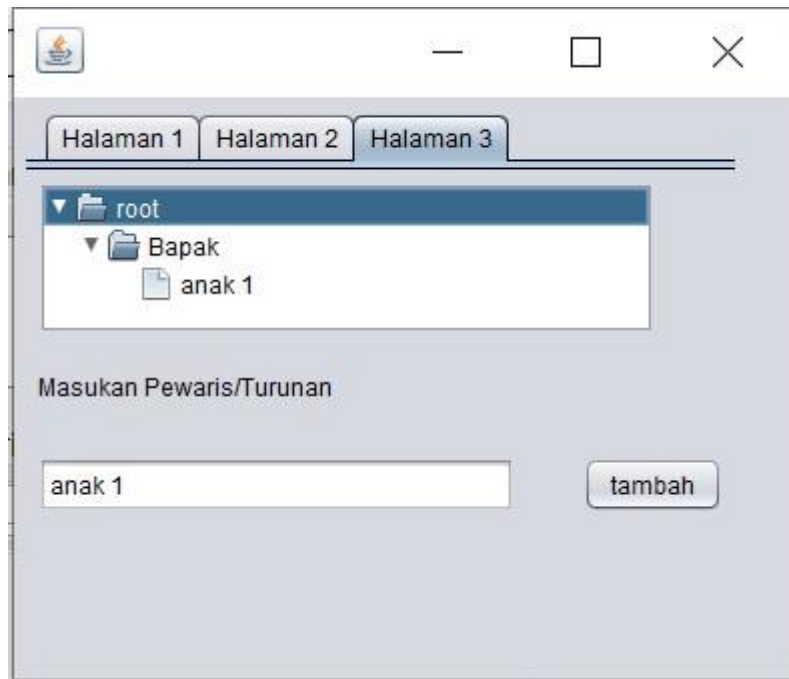 Halaman 1 Halaman 2 Halaman 3
root
Bapak
anak 1
Masukan Pewaris/Turunan
anak 1 tambah